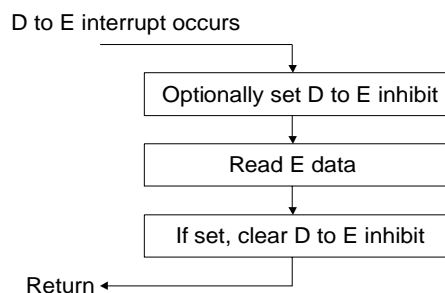 D to E interrupt occurs
Optionally set D to E inhibit
Read E data
If set, clear D to E inhibit
Return